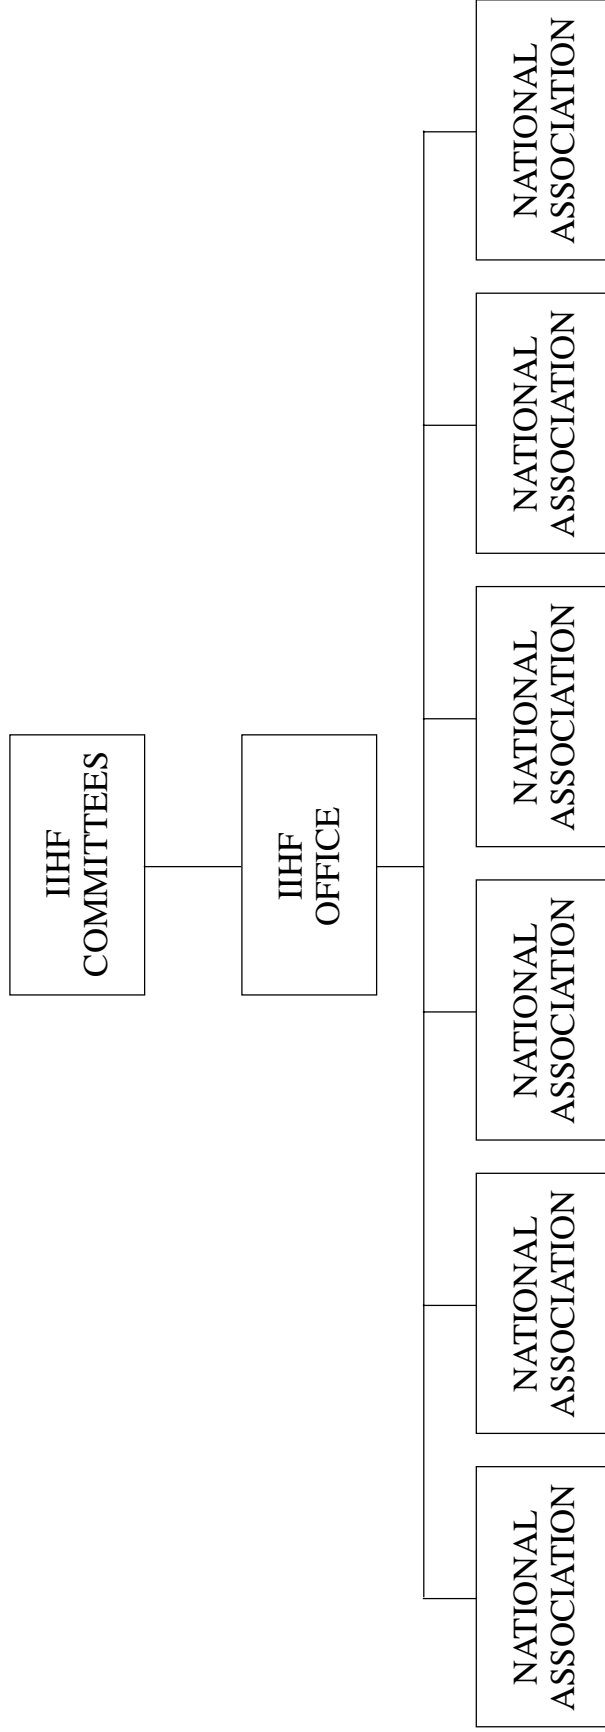 IIHF
COMMITTEES
IIHF
OFFICE
NATIONAL
ASSOCIATION
NATIONAL
ASSOCIATION
NATIONAL
ASSOCIATION
NATIONAL
ASSOCIATION
NATIONAL
ASSOCIATION
NATIONAL
ASSOCIATION